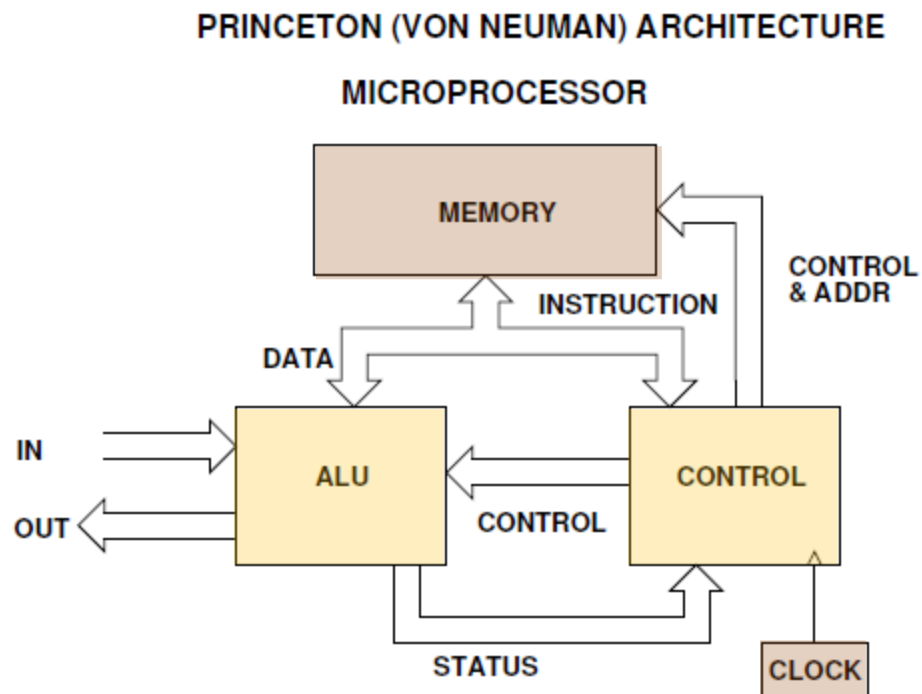 PRINCETON (VON NEUMAN) ARCHITECTURE
MICROPROCESSOR
MEMORY
CONTROL
& ADDR
INSTRUCTION
DATA
IN
ALU
CONTROL
OUT
CONTROL
STATUS
CLOCK